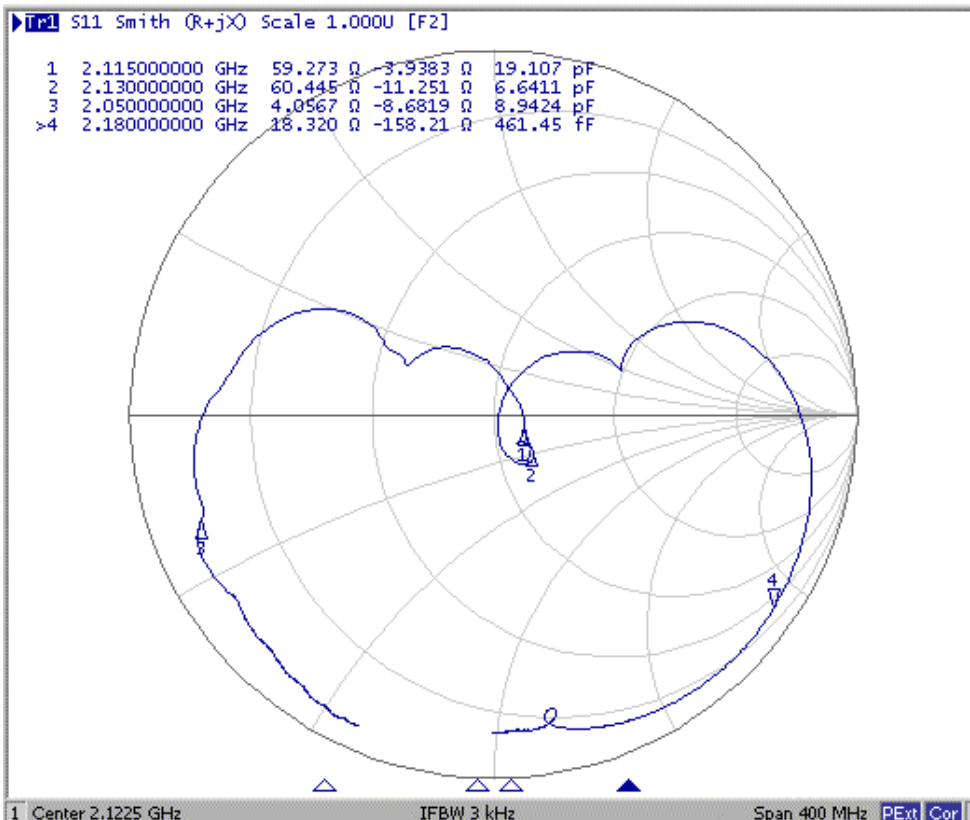 Tr1 S11 Smith (R+jX) Scale 1.000U [F2]
1 2.115000000 GHz 59.273 Ω -3.9383 Ω 19.107 pF
2 2.130000000 GHz 60.445 Ω -11.251 Ω 6.6411 pF
3 2.050000000 GHz 4.0567 Ω -8.6819 Ω 8.9424 pF
>4 2.180000000 GHz 18.320 Ω -158.21 Ω 461.45 fF
4
1
2
3
1 Center 2.1225 GHz IFBW 3 kHz Span 400 MHz PExt Cor